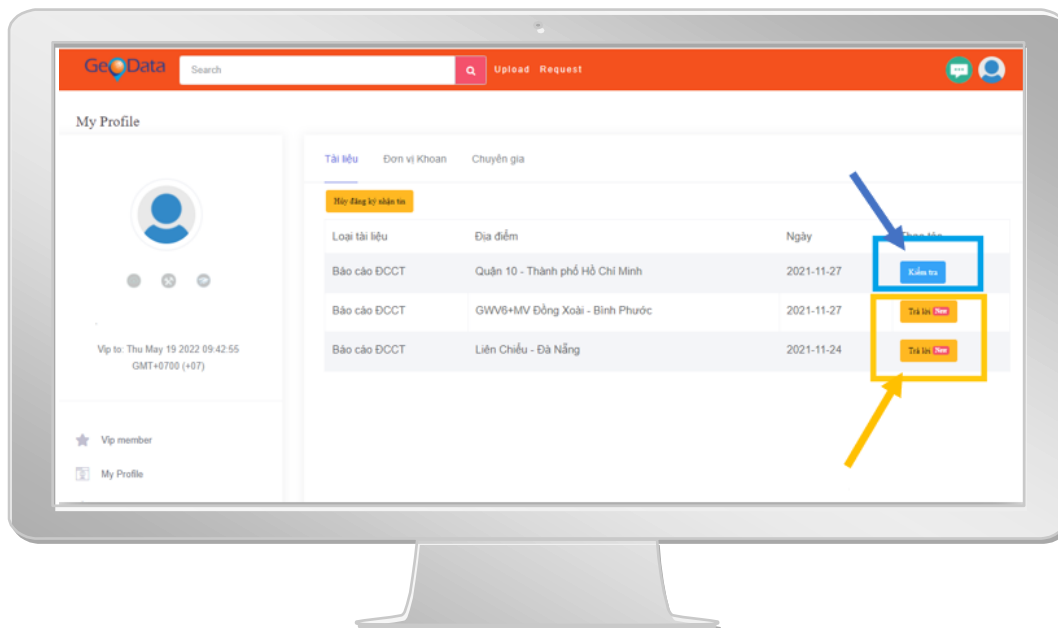 GeoData
Search
Upload Request
My Profile
Tài liệu Đơn vị Khoan Chuyên gia
Hủy đăng ký nhận tin
Loại tài liệu Địa điểm Ngày Thao tác
Báo cáo ĐCCT Quận 10 - Thành phố Hồ Chí Minh 2021-11-27 Kiểm tra
Báo cáo ĐCCT GWV6+MV Đồng Xoài - Bình Phước 2021-11-27 Trả lời New
Báo cáo ĐCCT Liên Chiểu - Đà Nẵng 2021-11-24 Trả lời New
Vip to: Thu May 19 2022 09:42:55
GMT+0700 (+07)
Vip member
My Profile